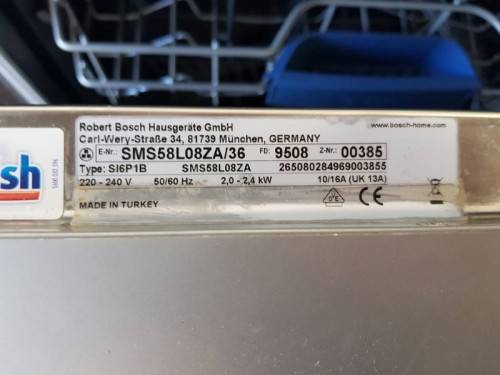 Robert Bosch Hausgeräte GmbH
Carl-Wery-Straße 34, 81739 München, GERMANY
www.bosch-home.com
E-Nr.: SMS58L08ZA/36 FD: 9508 Z-Nr.: 00385
Type: SI6P1B SMS58L08ZA 265080284969003855
220 - 240 V 50/60 Hz 2,0 - 2,4 kW 10/16A (UK 13A)
MADE IN TURKEY
sh